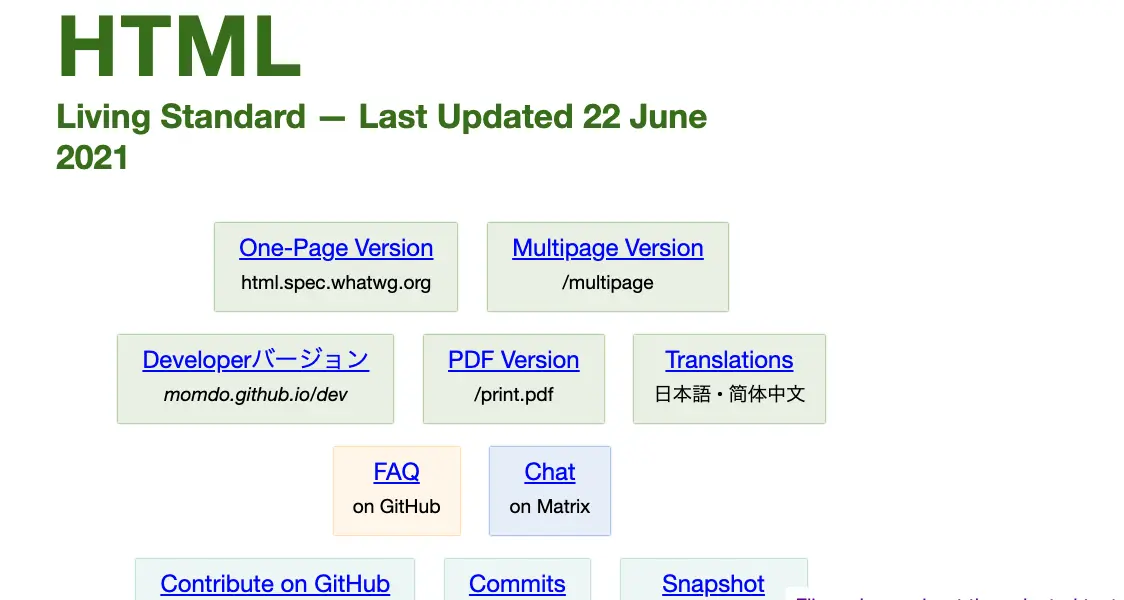 HTML
Living Standard — Last Updated 22 June
2021
One-Page Version
html.spec.whatwg.org
Multipage Version
/multipage
Developerバージョン
momdo.github.io/dev
PDF Version
/print.pdf
Translations
日本語 • 简体中文
FAQ
on GitHub
Chat
on Matrix
Contribute on GitHub
Commits
Snapshot